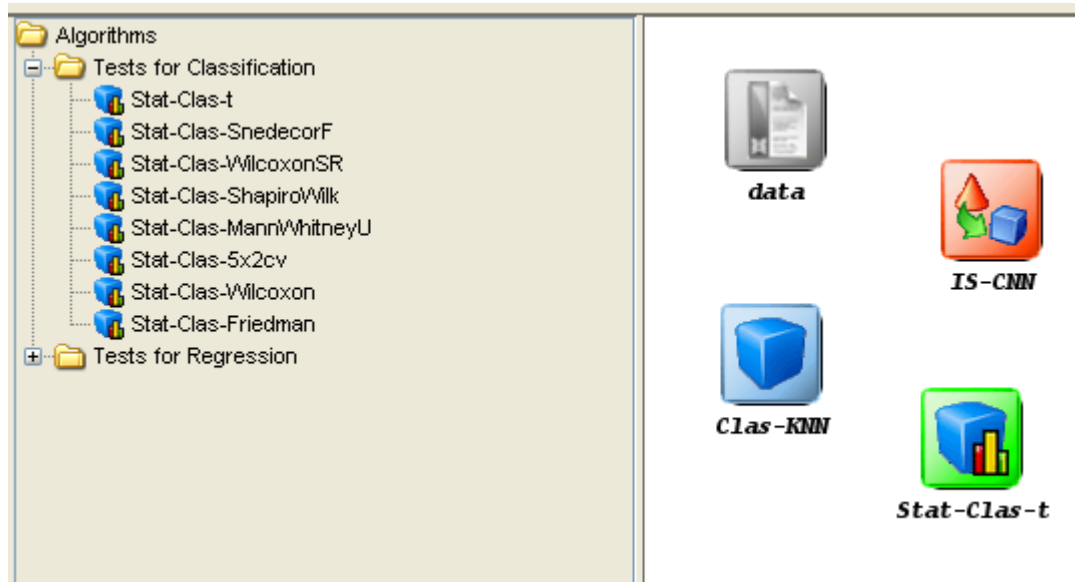 Algorithms
Tests for Classification
Stat-Clas-t
Stat-Clas-SnedecorF
Stat-Clas-WilcoxonSR
Stat-Clas-ShapiroWilk
Stat-Clas-MannWhitneyU
Stat-Clas-5x2cv
Stat-Clas-Wilcoxon
Stat-Clas-Friedman
Tests for Regression
data
IS-CNN
Clas-KNN
Stat-Clas-t